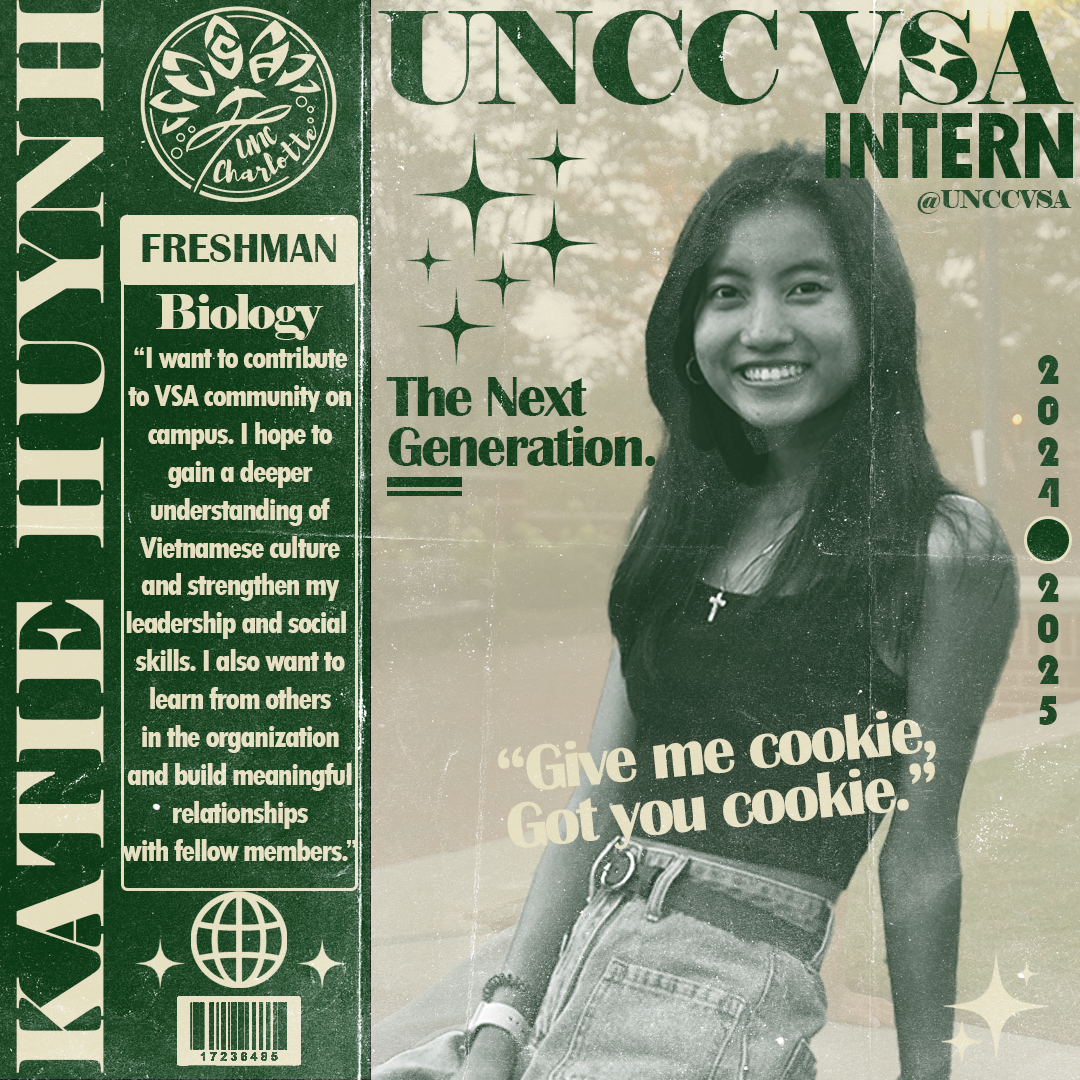 KATIE HUYNH
VSA
UNC
Charlotte
FRESHMAN
Biology
“I want to contribute
to VSA community on
campus. I hope to
gain a deeper
understanding of
Vietnamese culture
and strengthen my
leadership and social
skills. I also want to
learn from others
in the organization
and build meaningful
relationships
with fellow members.”
17236495
UNCC VSA
INTERN
@UNCCVSA
The Next
Generation.
2024
2025
“Give me cookie,
Got you cookie.”